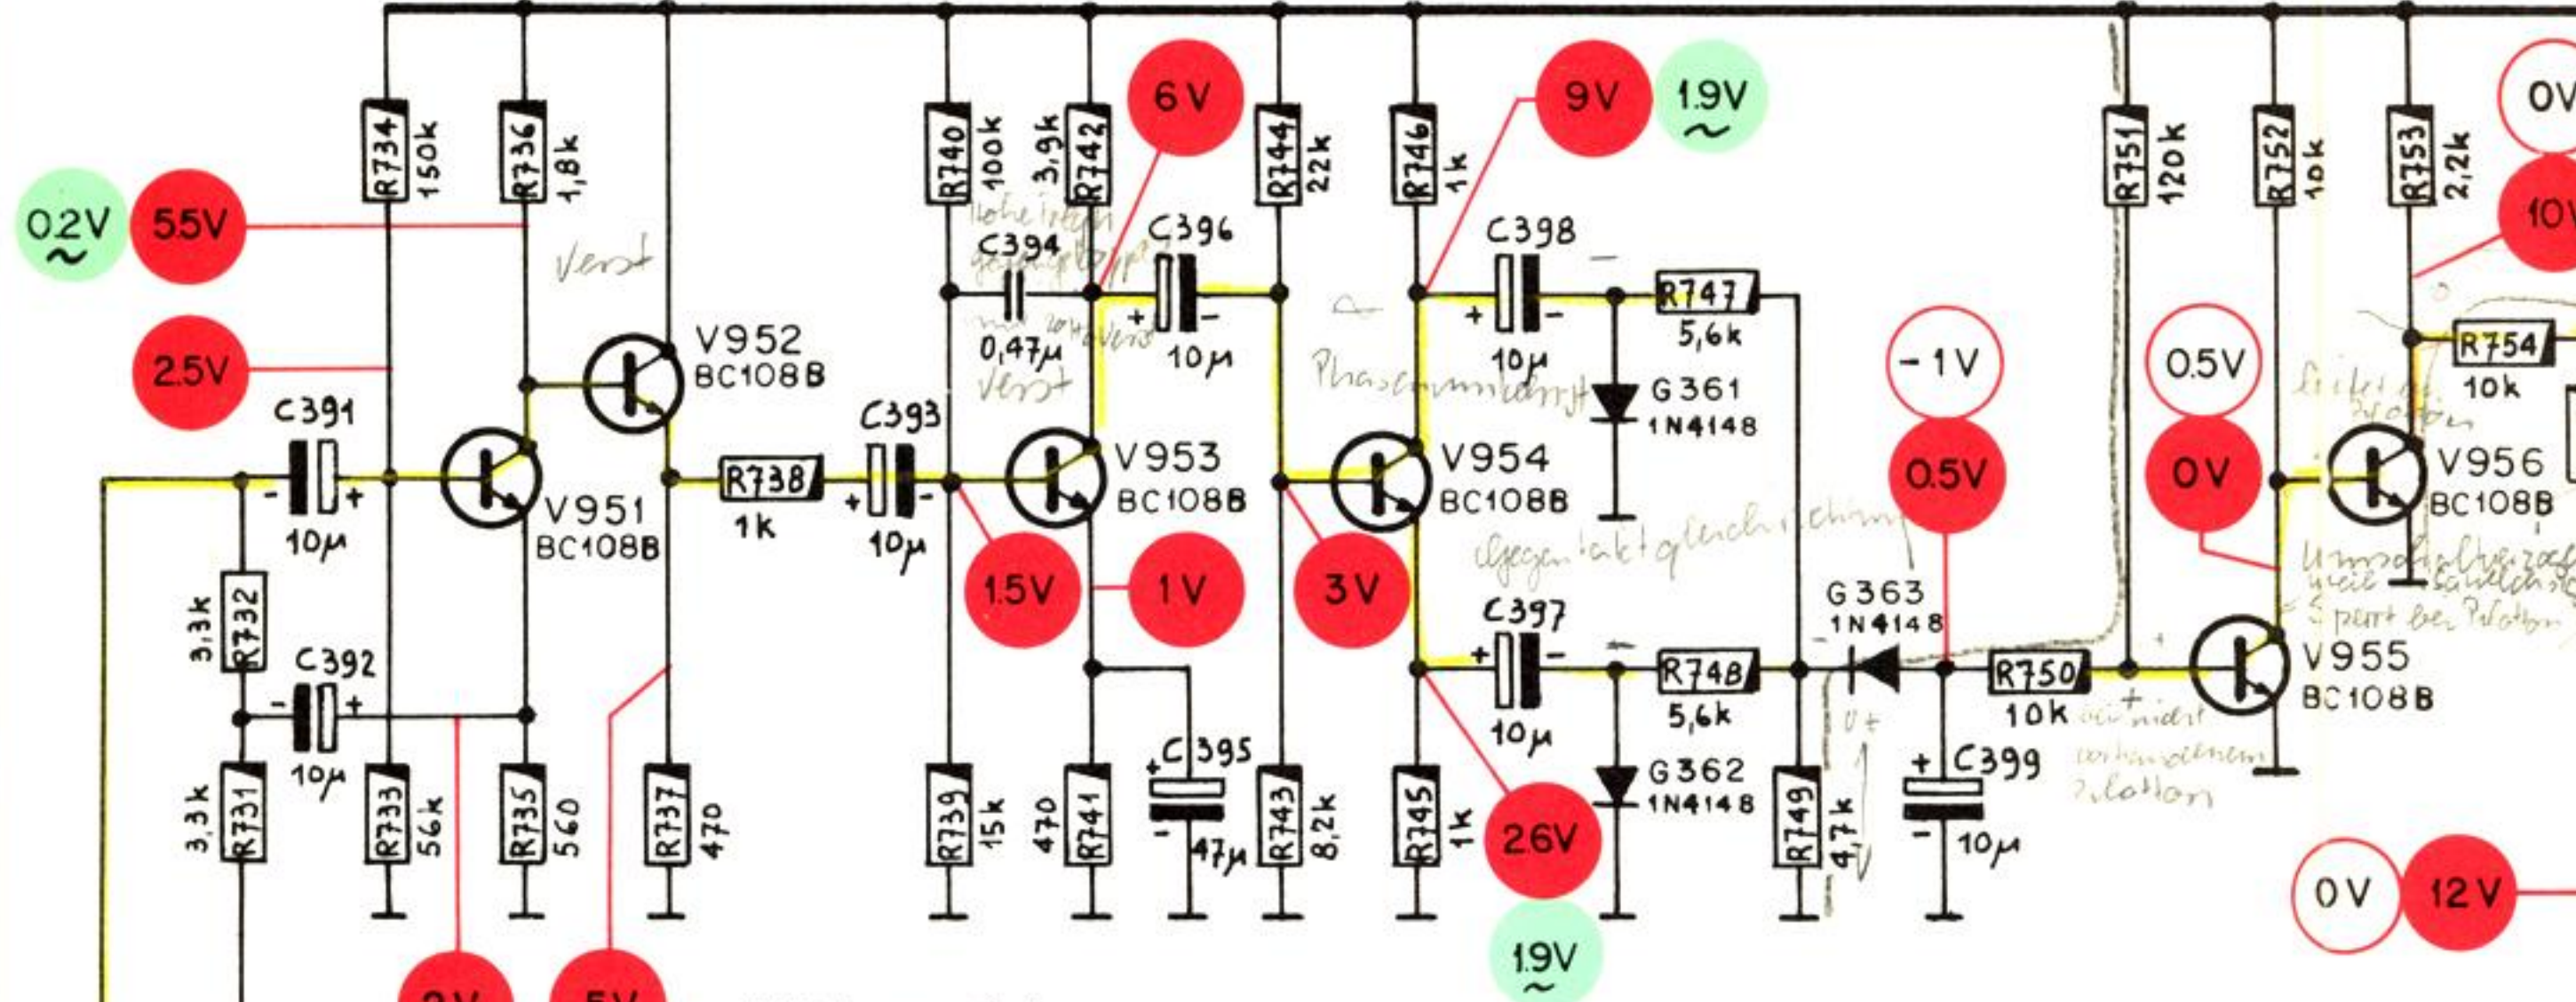 6V
9V
1.9V
~
0V
R734
150k
R736
1,8k
R740
100k
3,9k
R742
R744
22k
R746
1k
R751
120k
R752
10k
R753
2,2k
0.2V
~
5.5V
10V
Verst
C394
C396
C398
+
-
10µ
0,47µ
Verst
+
-
10µ
R747
5,6k
R754
10k
V952
BC108B
2.5V
-1V
0.5V
G361
1N4148
C391
-
+
10µ
C393
+
-
10µ
R738
1k
V951
BC108B
V953
BC108B
V954
BC108B
Gegentaktgleichrichtung
0.5V
0V
V956
BC108B
1.5V
1V
3V
3,3k
R732
C392
-
+
10µ
C397
+
-
10µ
R748
5,6k
G363
1N4148
R750
10k
V955
BC108B
Sperrt bei Piloton
3,3k
R731
R733
56k
R735
560
R737
470
R739
15k
470
R741
C395
+
-
47µ
R743
8,2k
R745
1k
2.6V
G362
1N4148
R749
4,7k
C399
+
-
10µ
1.9V
~
0V
12V
5V